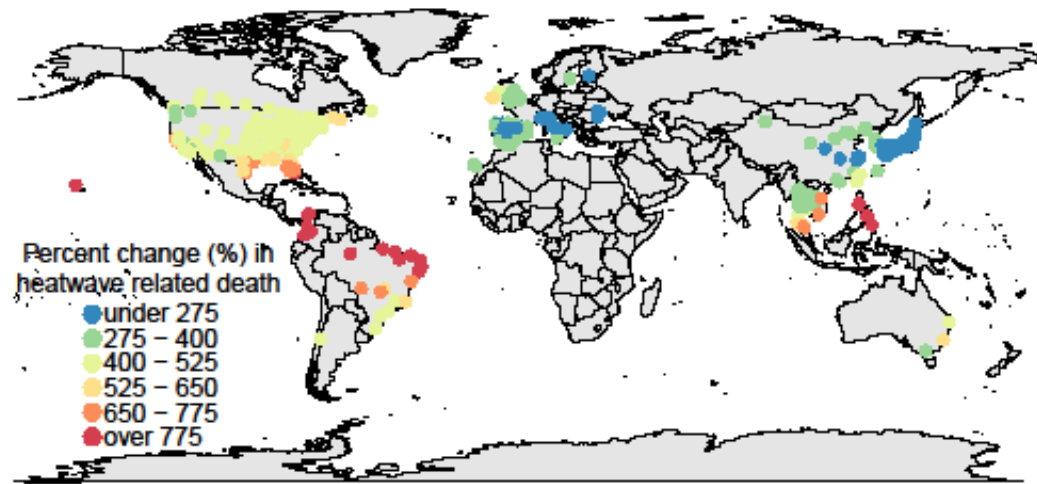 Percent change (%) in
heatwave related death
under 275
275 − 400
400 − 525
525 − 650
650 − 775
over 775